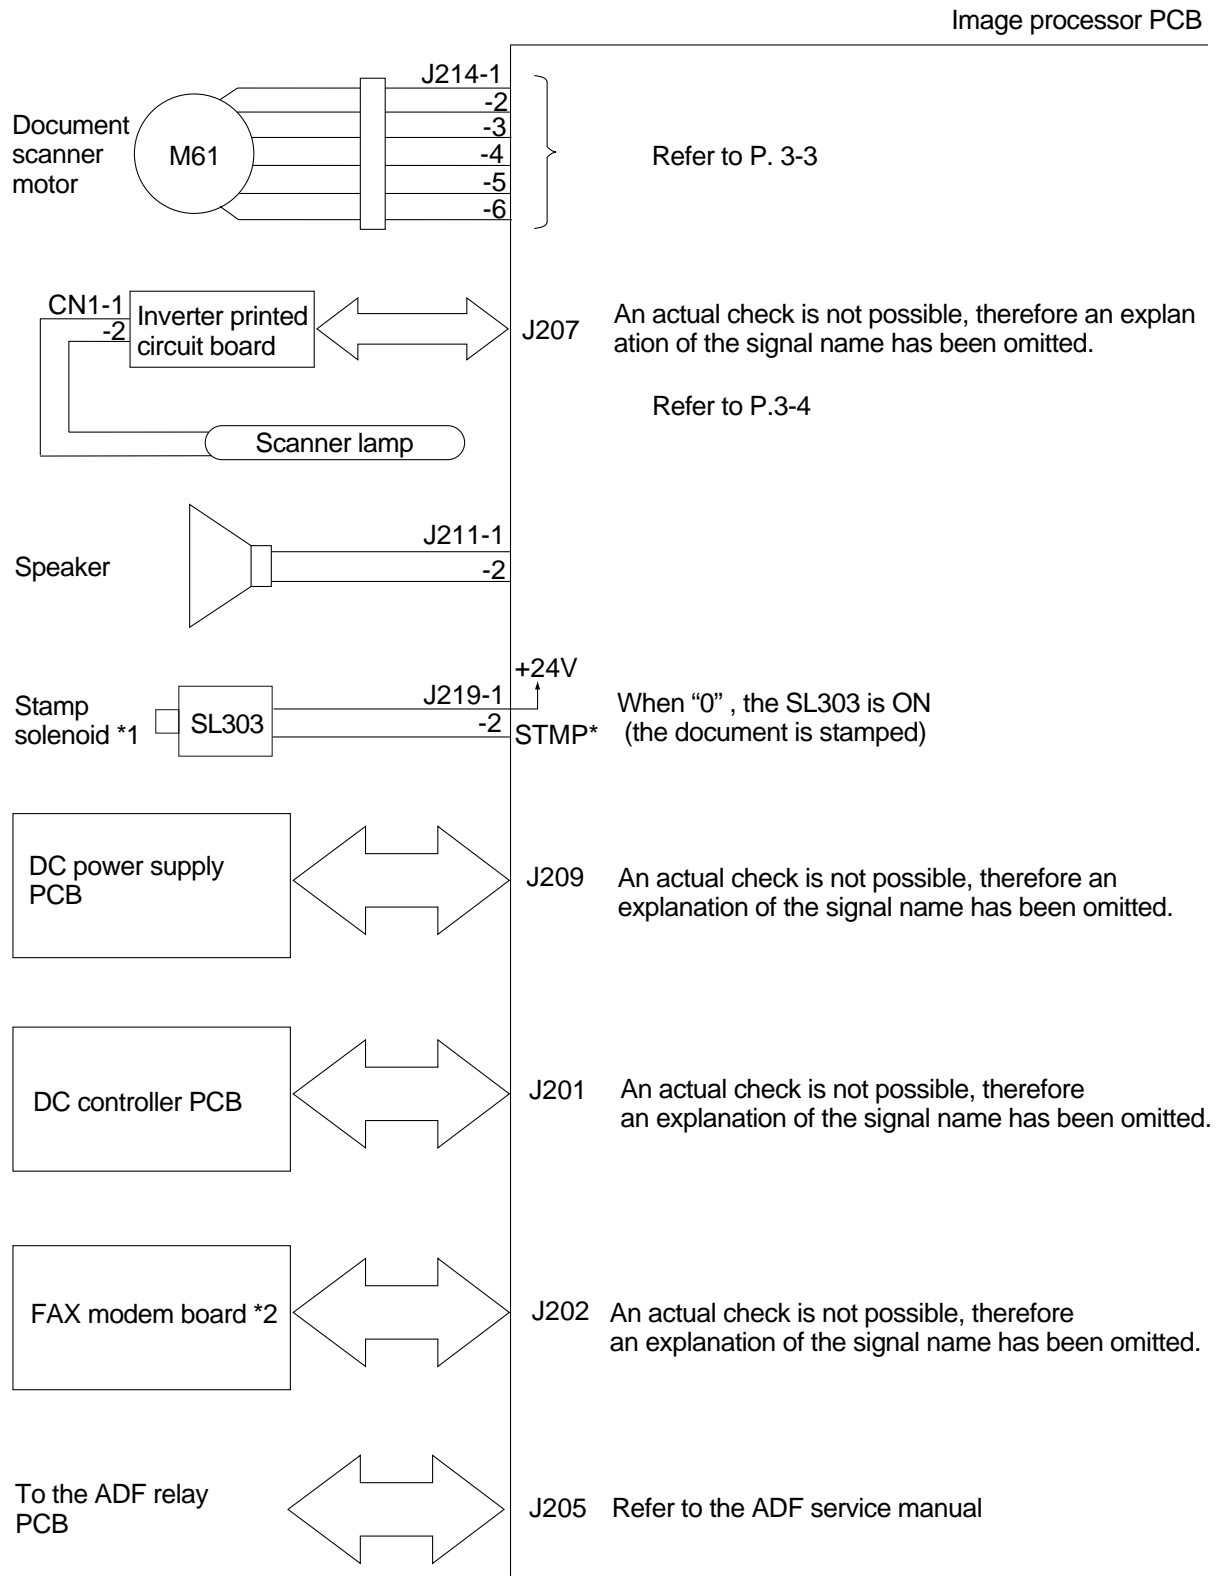 Image processor PCB
J214-1
-2
-3
-4
-5
-6
Document
scanner
motor
M61
Refer to P. 3-3
CN1-1
-2
Inverter printed
circuit board
J207
An actual check is not possible, therefore an explan
ation of the signal name has been omitted.
Refer to P.3-4
Scanner lamp
Speaker
J211-1
-2
+24V
Stamp
solenoid *1
SL303
J219-1
-2
STMP*
When “0” , the SL303 is ON
(the document is stamped)
DC power supply
PCB
J209
An actual check is not possible, therefore an
explanation of the signal name has been omitted.
DC controller PCB
J201
An actual check is not possible, therefore
an explanation of the signal name has been omitted.
FAX modem board *2
J202
An actual check is not possible, therefore
an explanation of the signal name has been omitted.
To the ADF relay
PCB
J205
Refer to the ADF service manual